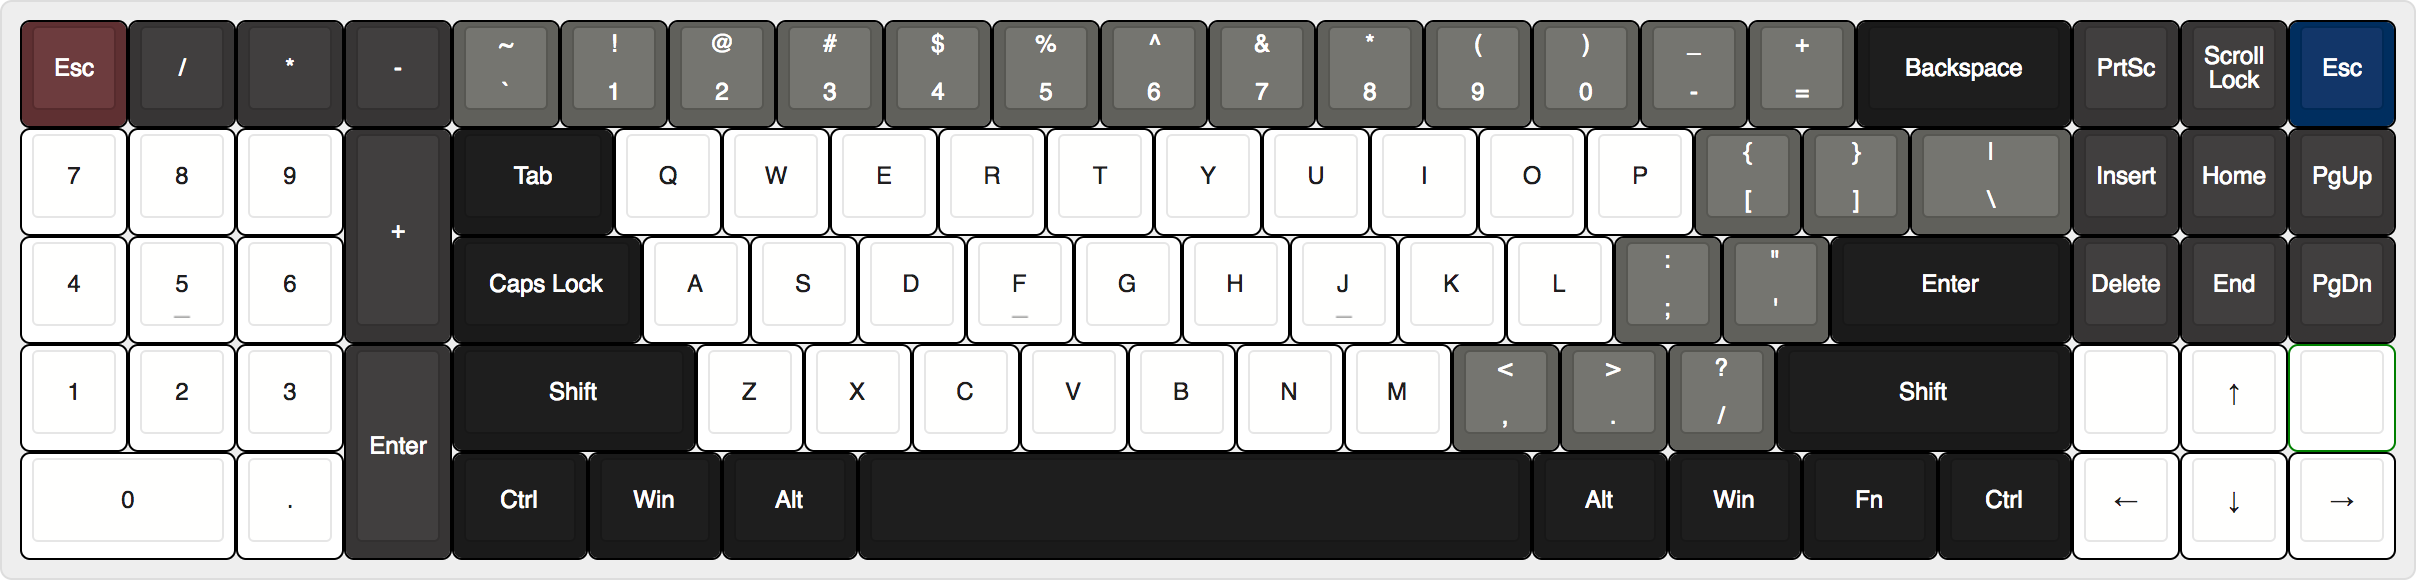 Esc / * - ~ ! @ # $ % ^ & * ( ) _ + Backspace PrtSc Scroll Lock Esc
` 1 2 3 4 5 6 7 8 9 0 - =
7 8 9 + Tab Q W E R T Y U I O P { } | Insert Home PgUp
[ ] \
4 5 6 Caps Lock A S D F G H J K L : " Enter Delete End PgDn
_ _ _ ; '
1 2 3 Enter Shift Z X C V B N M < > ? Shift ↑
, . /
0 . Ctrl Win Alt Alt Win Fn Ctrl ← ↓ →